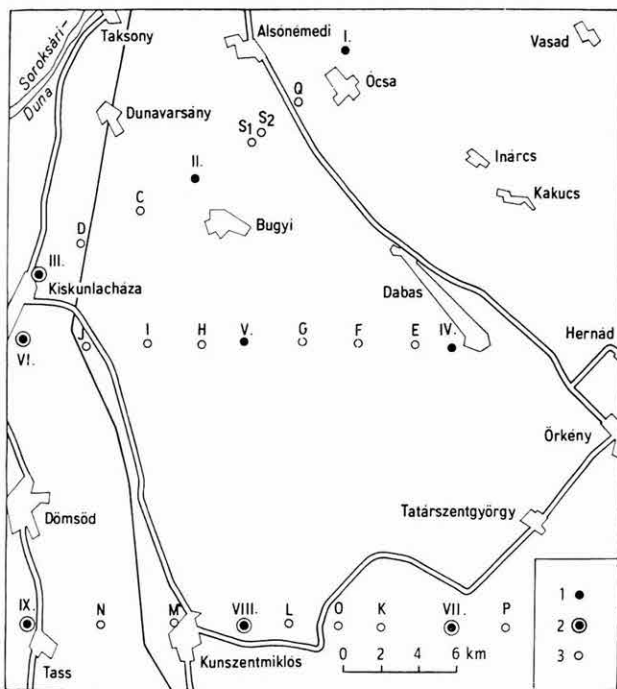 Taksony
Alsónémedi
I.
Vasad
Soroksári-
Duna
Ócsa
Q
Dunavarsány
S₂
S₁
Inárcs
II.
Kakucs
C
Bugyi
D
III.
Kiskunlacháza
Dabas
Hernád
VI.
J
I
H
V.
G
F
E
IV.
Örkény
Tatárszentgyörgy
Dömsöd
1
IX.
N
M
VIII.
L
O
K
VII.
P
2
3
Tass
Kunszentmiklós
0 2 4 6 km